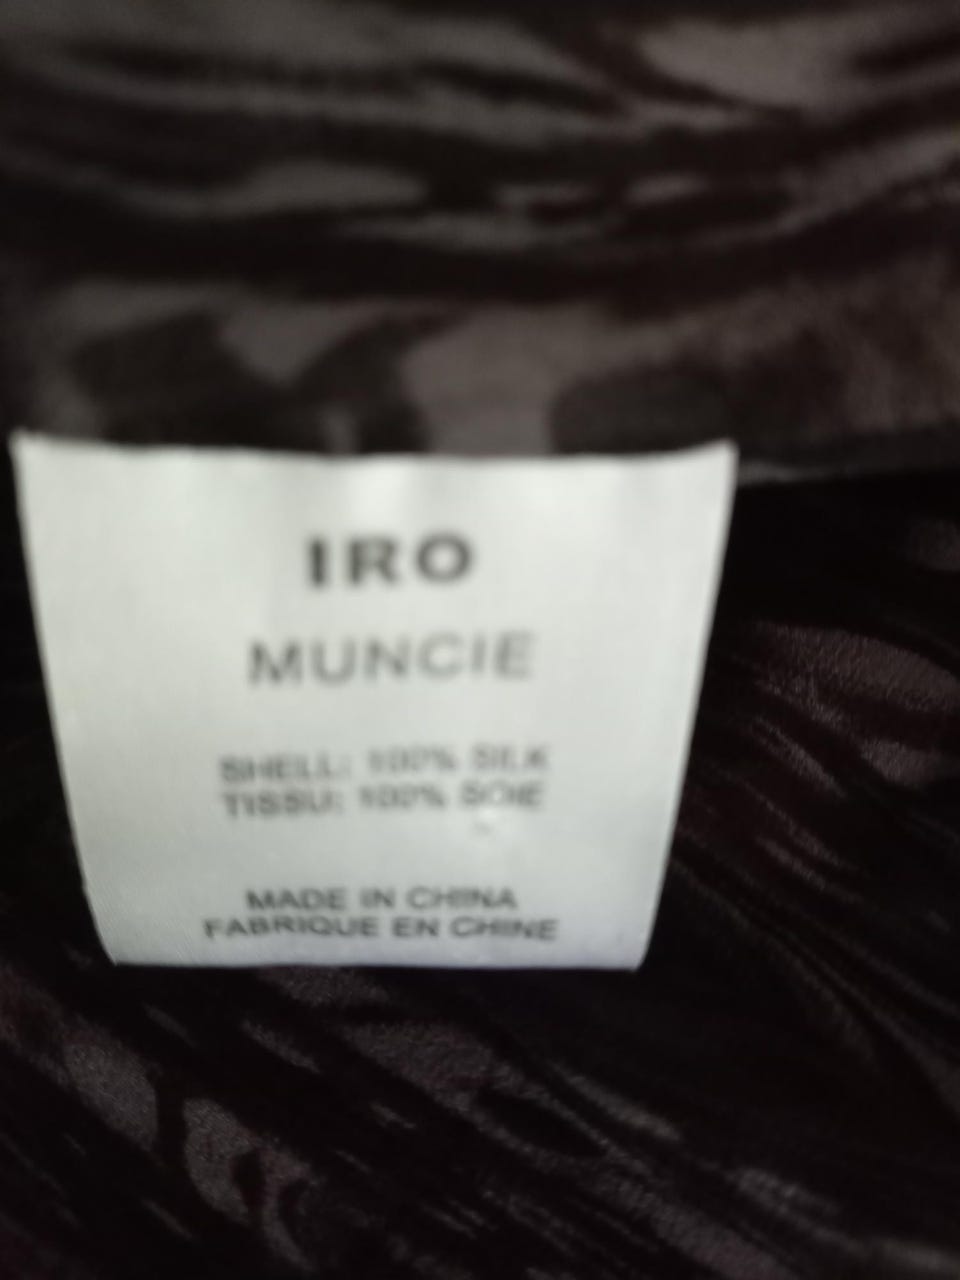 IRO
MUNCIE
SHELL: 100% SILK
TISSU: 100% SOIE
MADE IN CHINA
FABRIQUE EN CHINE